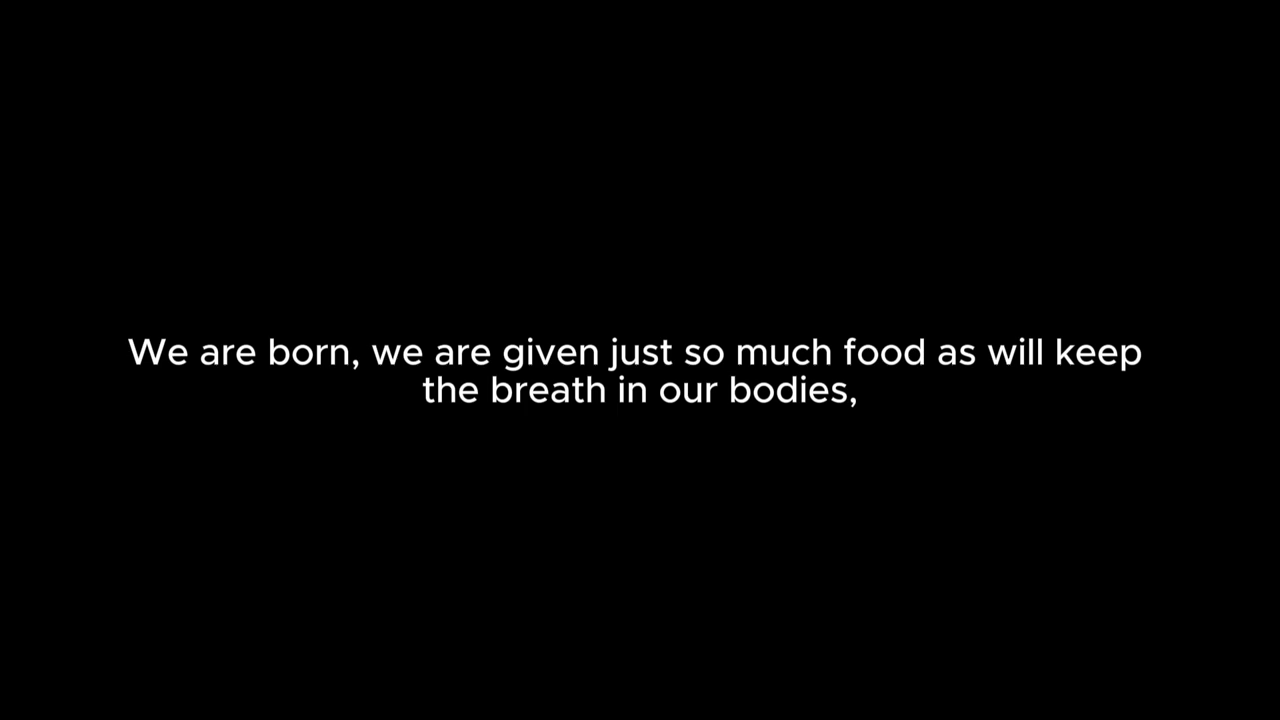 We are born, we are given just so much food as will keep
the breath in our bodies,